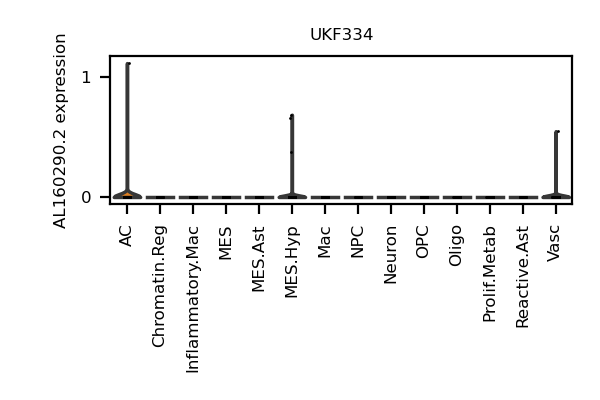 UKF334
AL160290.2 expression
1
0
AC
Chromatin.Reg
Inflammatory.Mac
MES
MES.Ast
MES.Hyp
Mac
NPC
Neuron
OPC
Oligo
Prolif.Metab
Reactive.Ast
Vasc